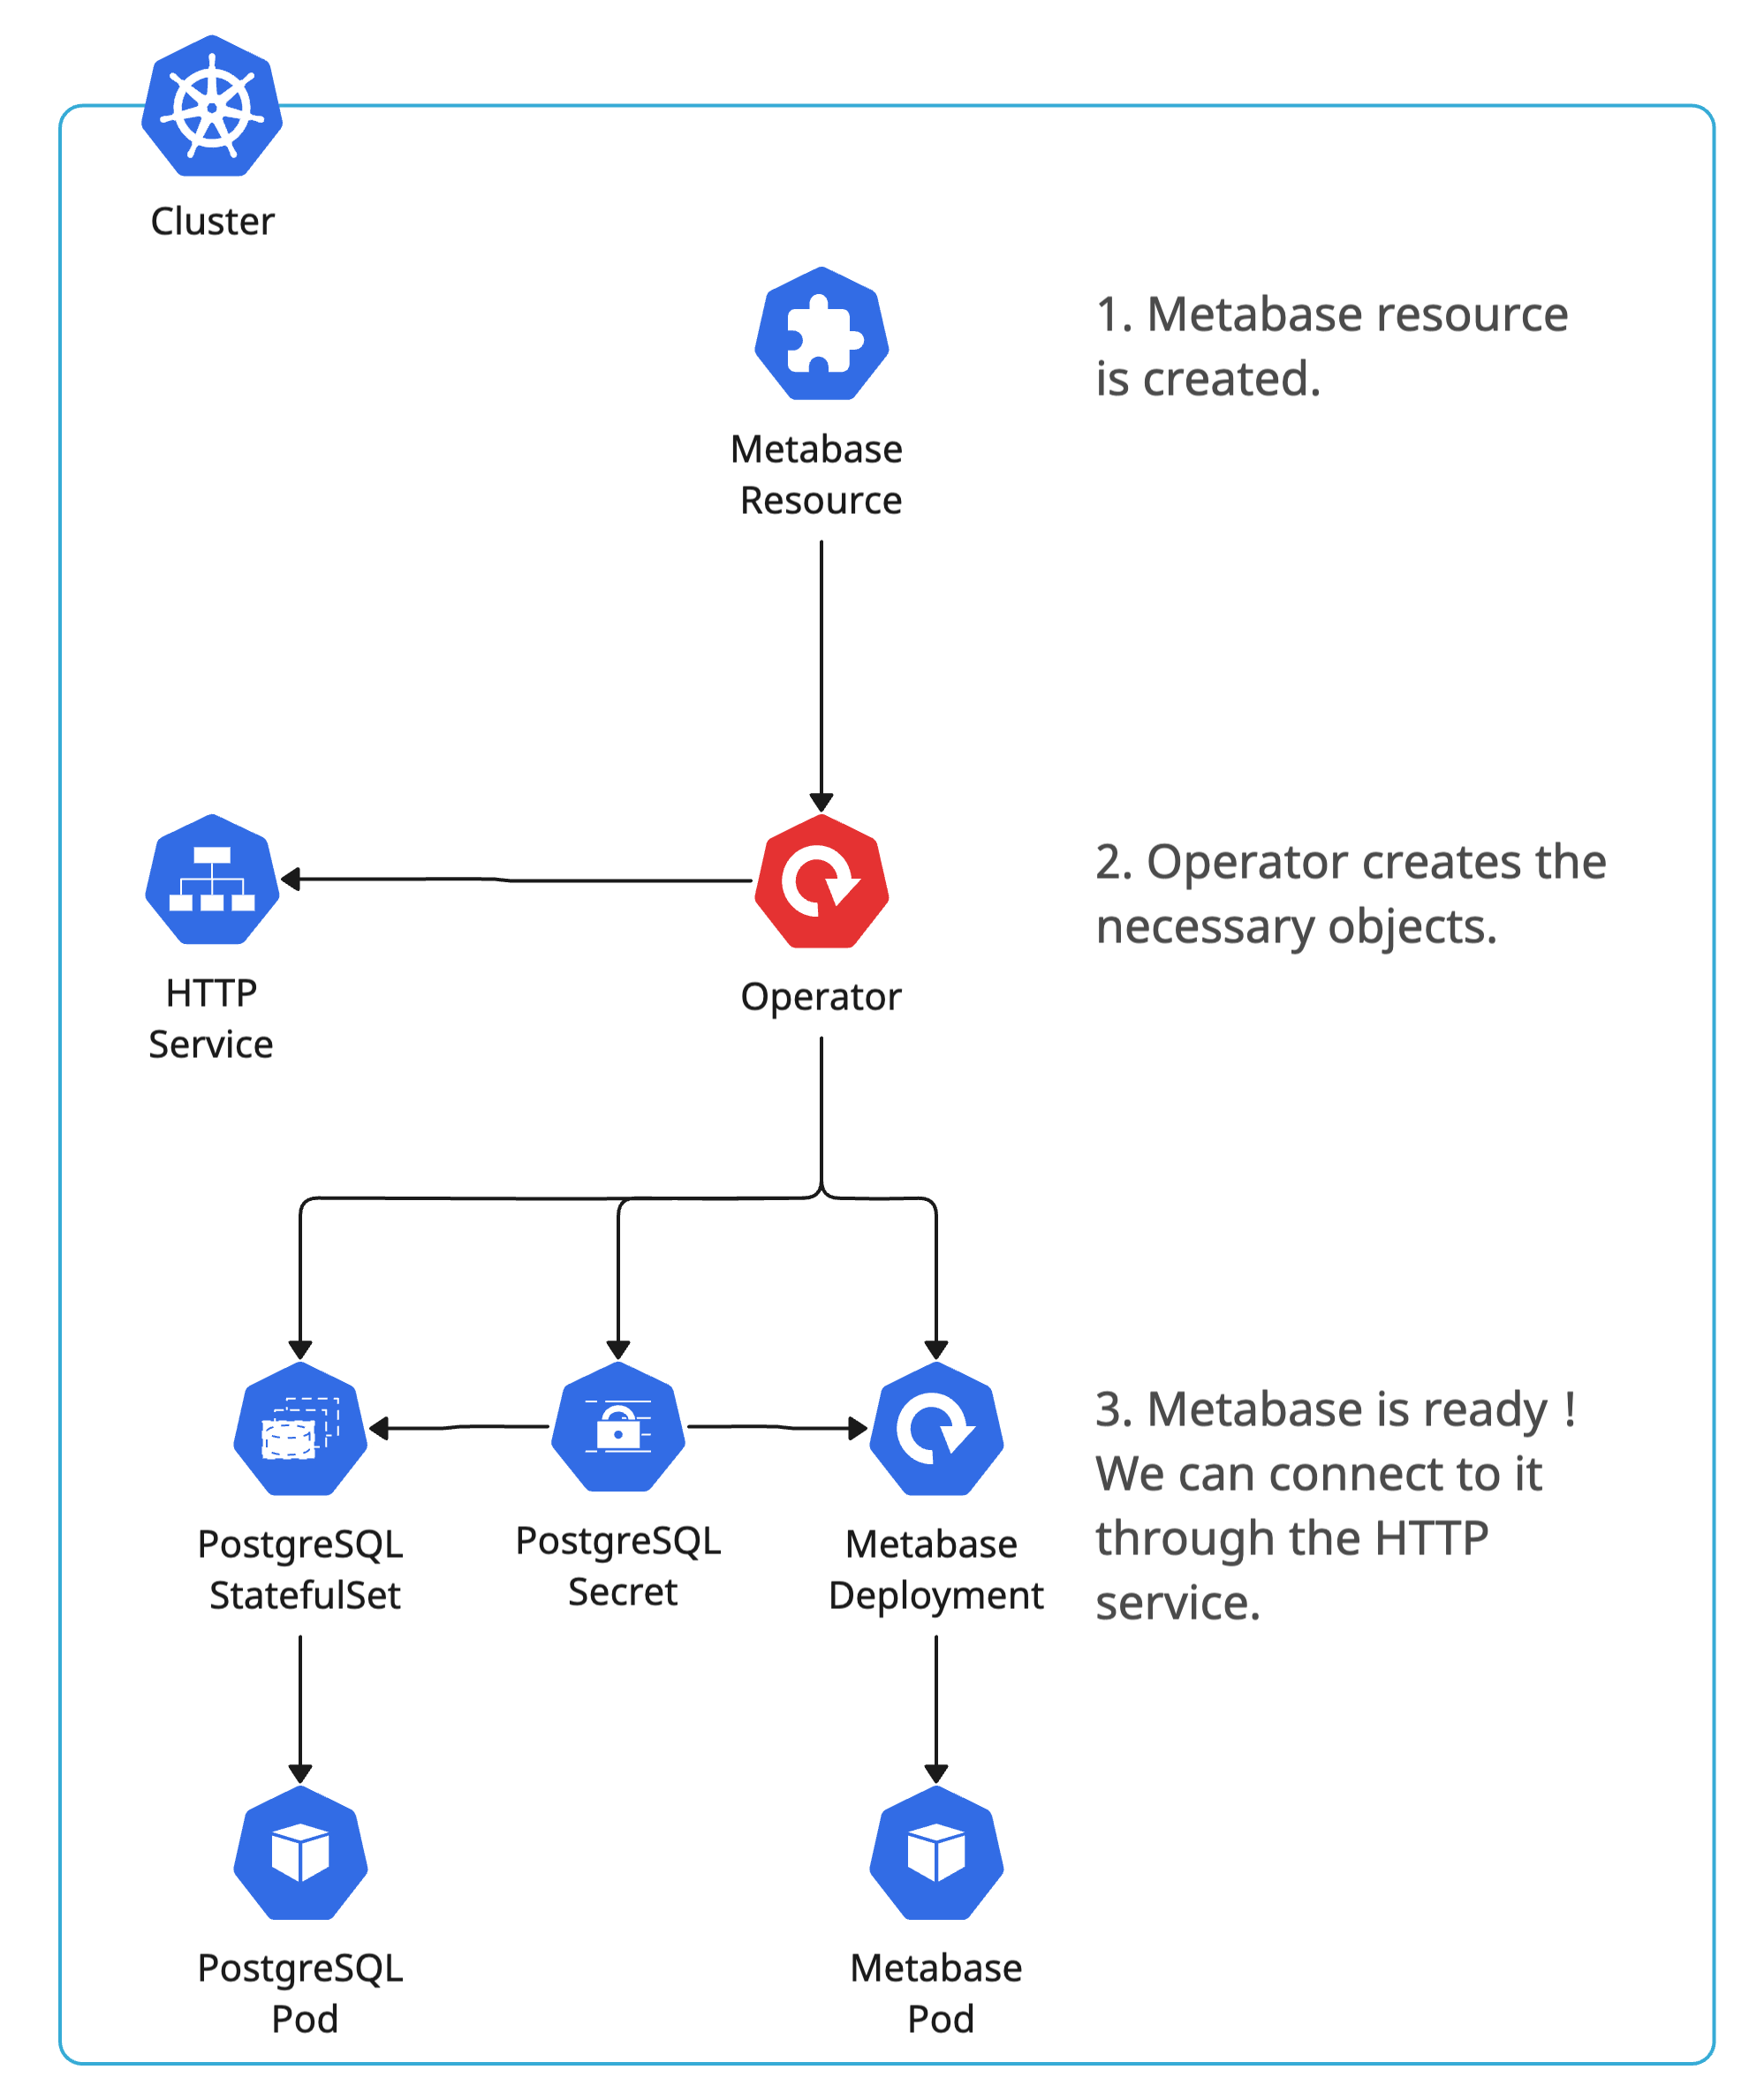 Cluster
Metabase
Resource
1. Metabase resource
is created.
HTTP
Service
Operator
2. Operator creates the
necessary objects.
PostgreSQL
StatefulSet
PostgreSQL
Secret
Metabase
Deployment
3. Metabase is ready !
We can connect to it
through the HTTP
service.
PostgreSQL
Pod
Metabase
Pod